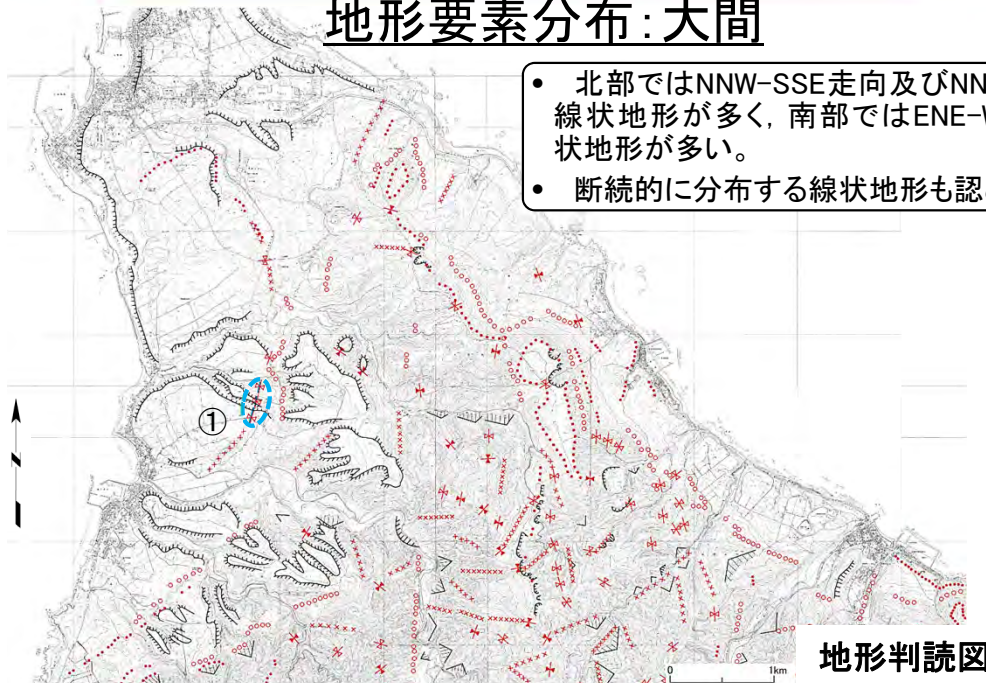 地形要素分布：大間
• 北部ではNNW-SSE走向及びNN
線状地形が多く，南部ではENE-W
状地形が多い。
• 断続的に分布する線状地形も認
①
0 1km
地形判読図